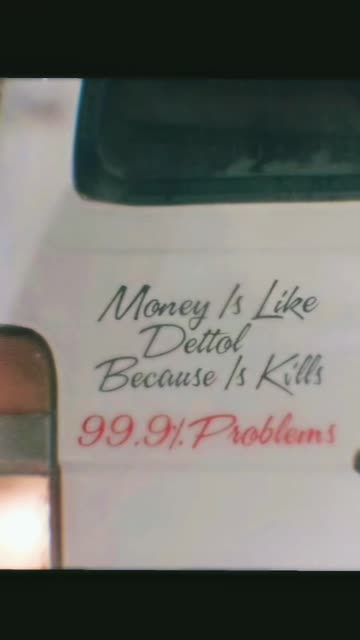 Money Is Like
Dettol
Because Is Kills
99.9% Problems